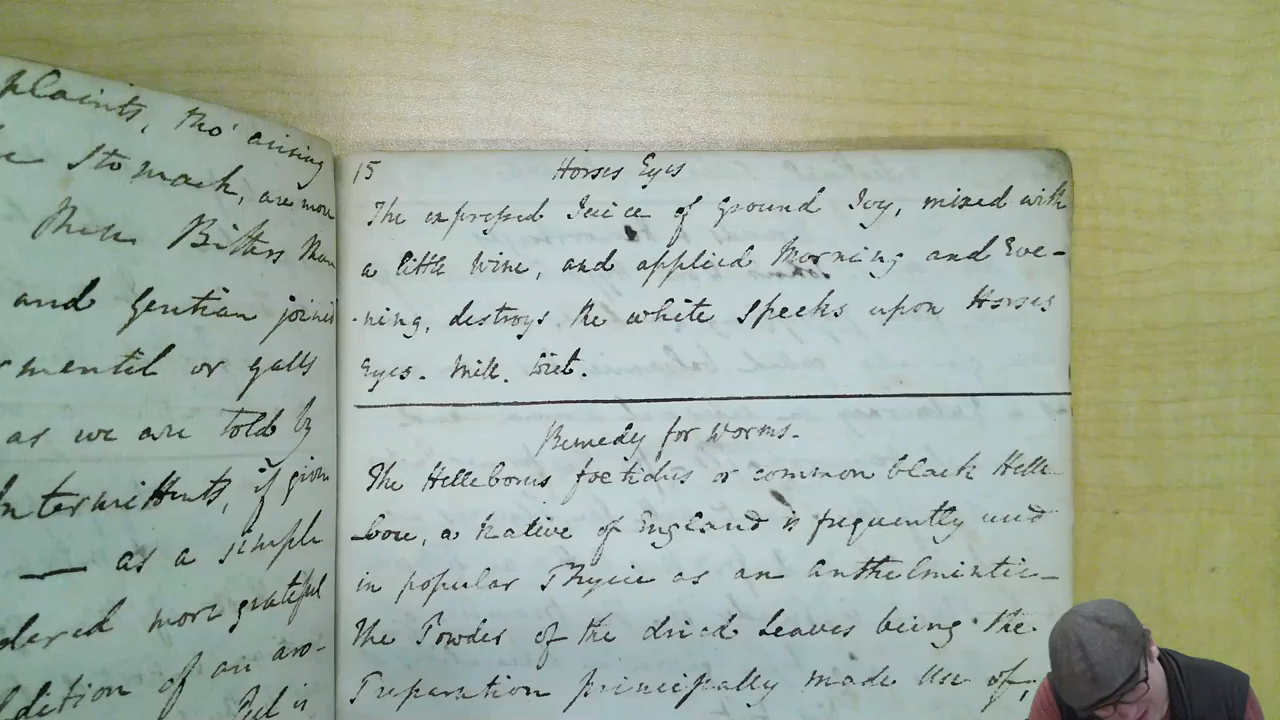 plaints, tho' arising
Stomach, are more
These Bitters
and Gentian joined
mentil or galls
as we are told by
Intermittents, if given
— as a simple
dered more grateful
dition of an aro-
Peel is
15
Horses Eyes
The expressed Juice of Ground Ivy, mixed with
a little Wine, and applied Morning and Eve-
-ning, destroys the white Specks upon Horses
Eyes. Mill. Dict.
Remedy for Worms.
The Helleborus foetidus or common black Helle
-bore, a Native of England is frequently used
in popular Physic as an anthelmintic-
The Powder of the dried Leaves being the
Preparation principally made use of;